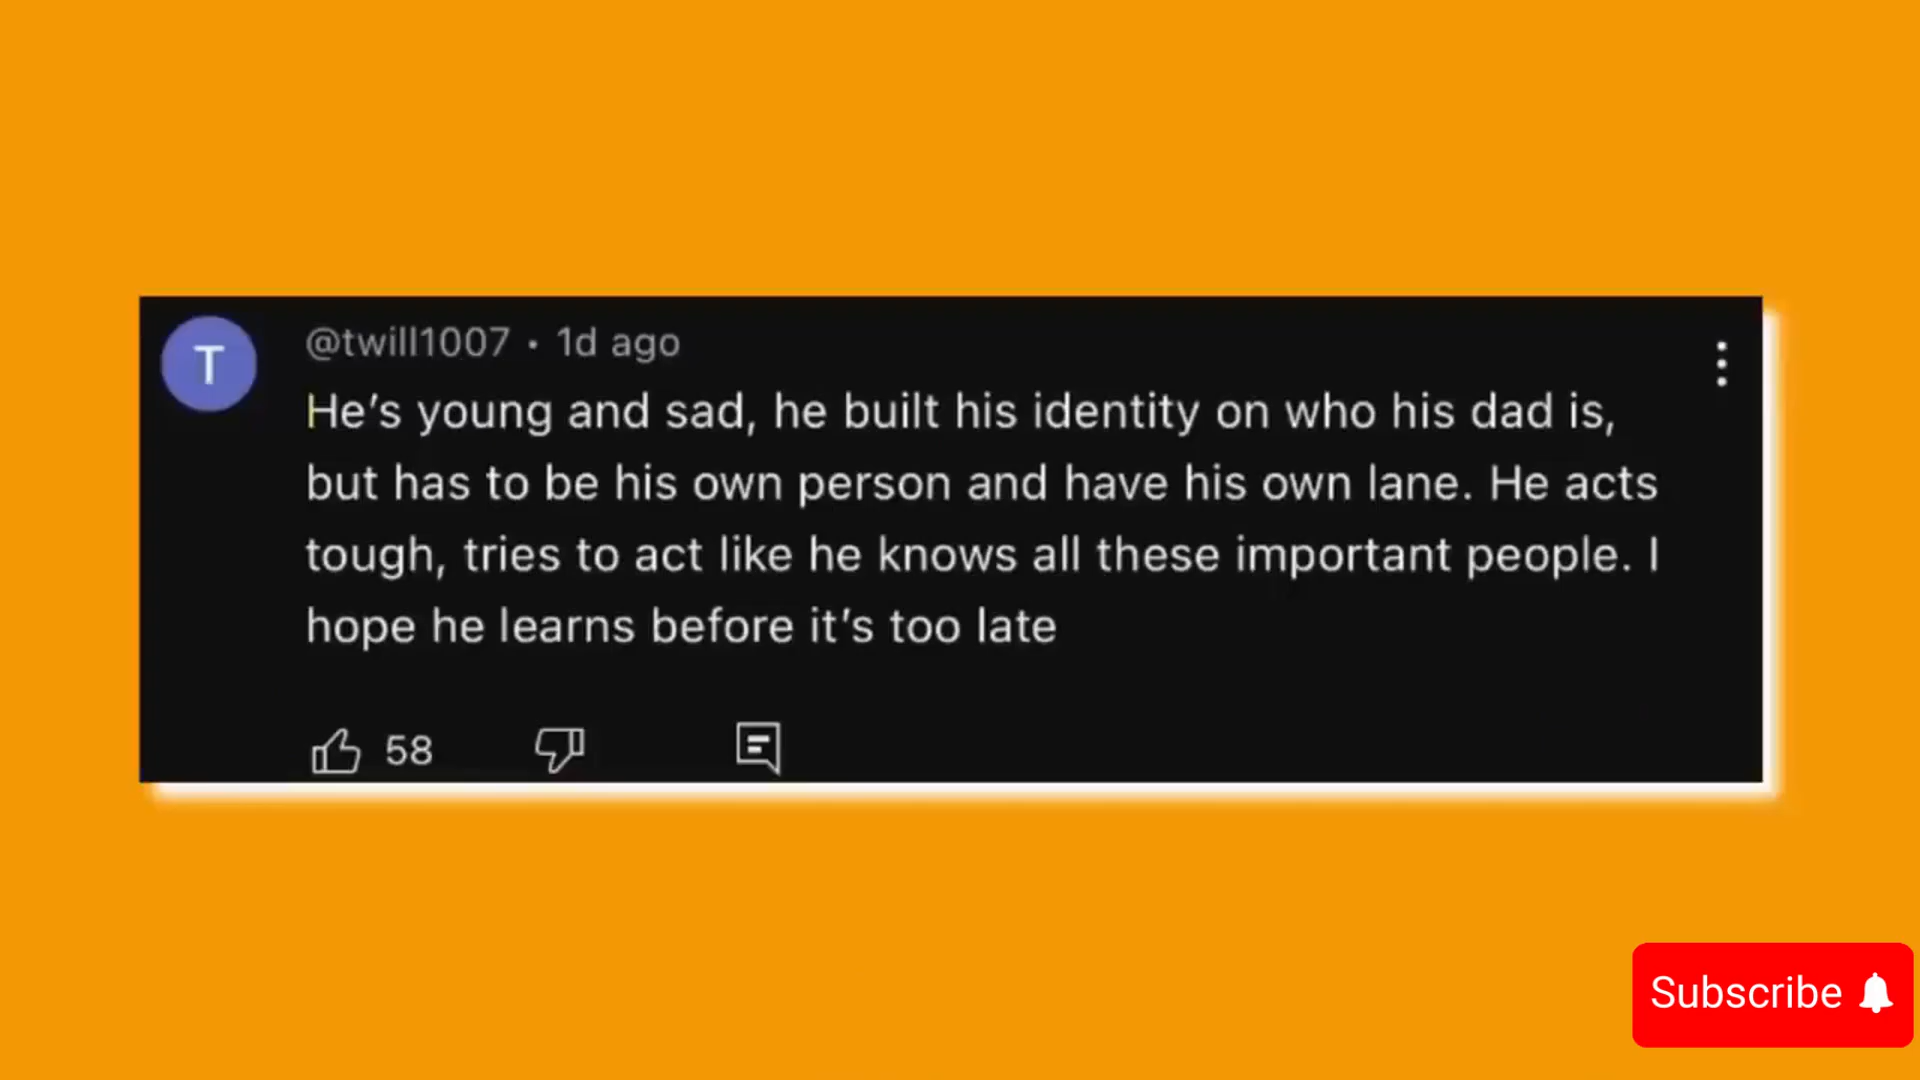 T
@twill1007 • 1d ago
He’s young and sad, he built his identity on who his dad is,
but has to be his own person and have his own lane. He acts
tough, tries to act like he knows all these important people. I
hope he learns before it’s too late
58
Subscribe